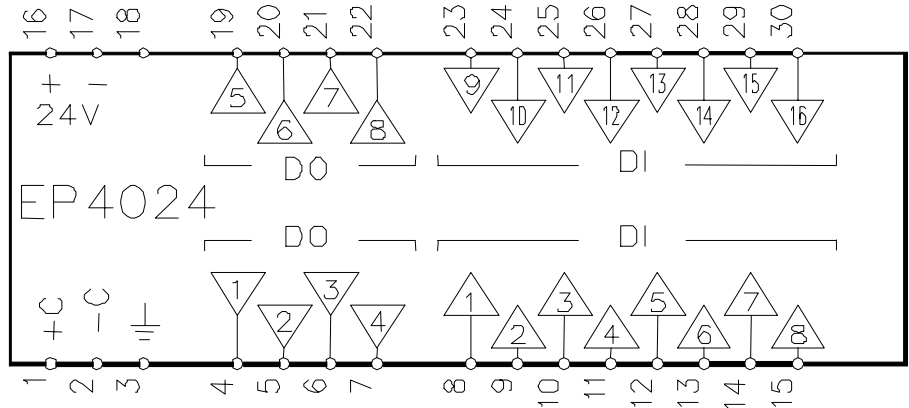 16 17 18 19 20 21 22 23 24 25 26 27 28 29 30
+ − 5 7 9 11 13 15
24V 6 8 10 12 14 16
DO DI
EP4024
DO DI
1 3 1 3 5 7
C C 2 4 2 4 6 8
+ −
1 2 3 4 5 6 7 8 9 10 11 12 13 14 15